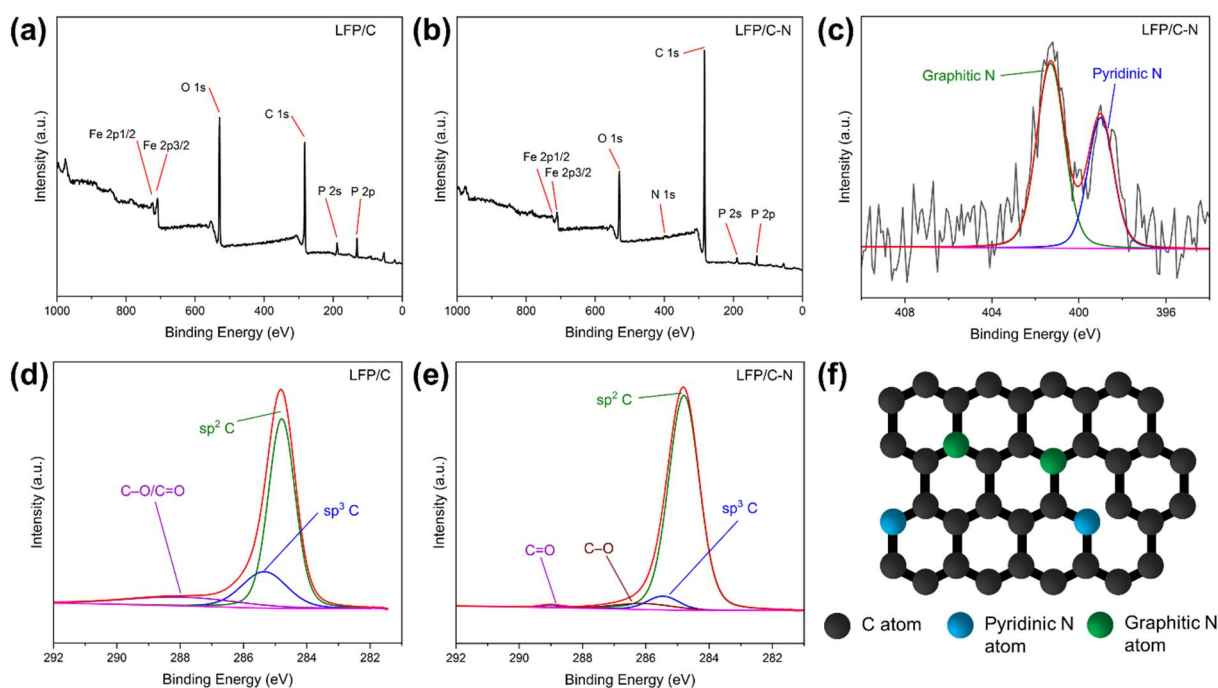 (a)
LFP/C
O 1s
C 1s
Fe 2p1/2
Fe 2p3/2
P 2s
P 2p
Intensity (a.u.)
1000
800
600
400
200
0
Binding Energy (eV)
(b)
LFP/C-N
C 1s
O 1s
Fe 2p1/2
Fe 2p3/2
N 1s
P 2s
P 2p
Intensity (a.u.)
1000
800
600
400
200
0
Binding Energy (eV)
(c)
LFP/C-N
Graphitic N
Pyridinic N
Intensity (a.u.)
408
404
400
396
Binding Energy (eV)
(d)
LFP/C
sp² C
C–O/C=O
sp³ C
Intensity (a.u.)
292
290
288
286
284
282
Binding Energy (eV)
(e)
LFP/C-N
sp² C
sp³ C
C=O
C–O
Intensity (a.u.)
292
290
288
286
284
282
Binding Energy (eV)
(f)
C atom
Pyridinic N
atom
Graphitic N
atom